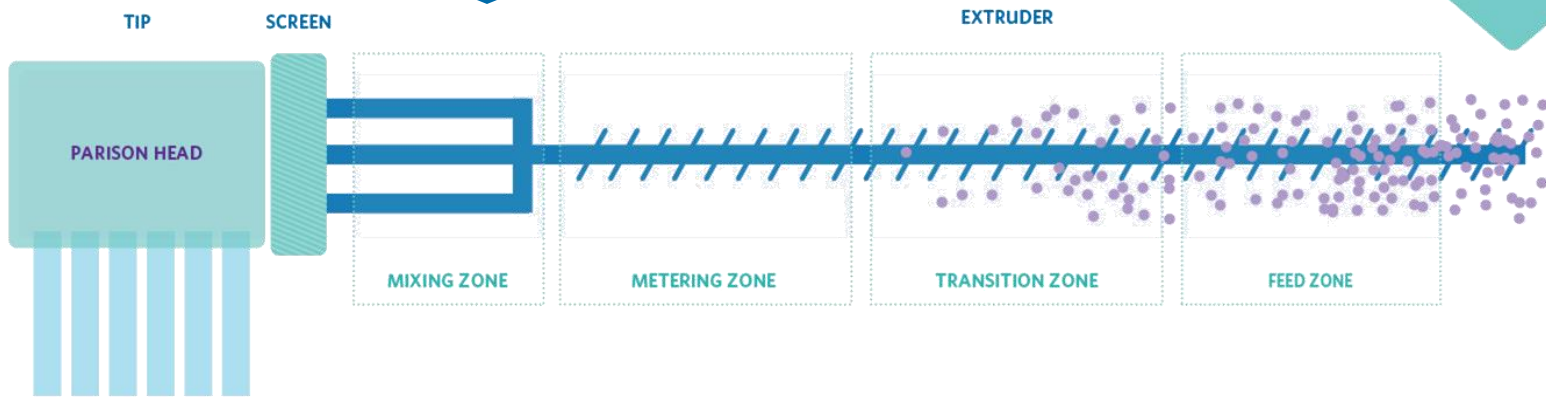 TIP
SCREEN
EXTRUDER
PARISON HEAD
MIXING ZONE
METERING ZONE
TRANSITION ZONE
FEED ZONE